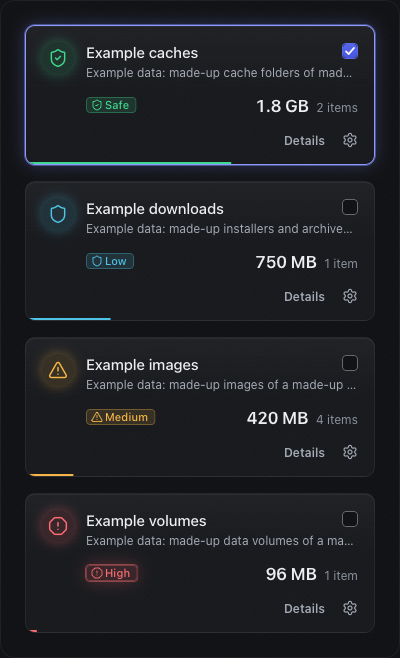 Example caches
Example data: made-up cache folders of mad...
Safe
1.8 GB 2 items
Details
Example downloads
Example data: made-up installers and archive...
Low
750 MB 1 item
Details
Example images
Example data: made-up images of a made-up ...
Medium
420 MB 4 items
Details
Example volumes
Example data: made-up data volumes of a ma...
High
96 MB 1 item
Details